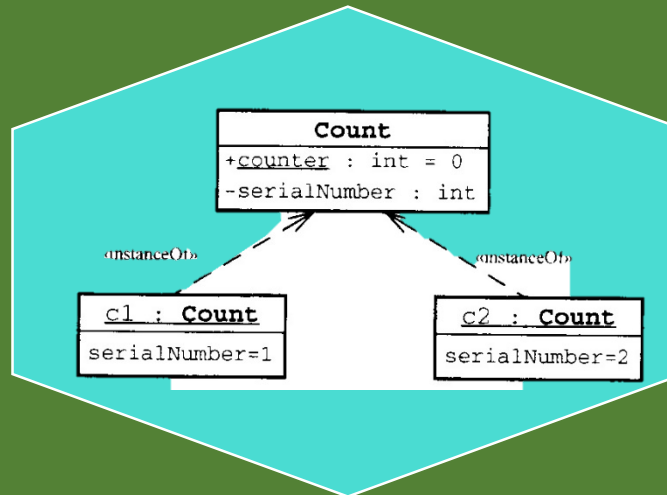 Count
+counter : int = 0
-serialNumber : int
«instanceOf»
«instanceOf»
c1 : Count
c2 : Count
serialNumber=1
serialNumber=2